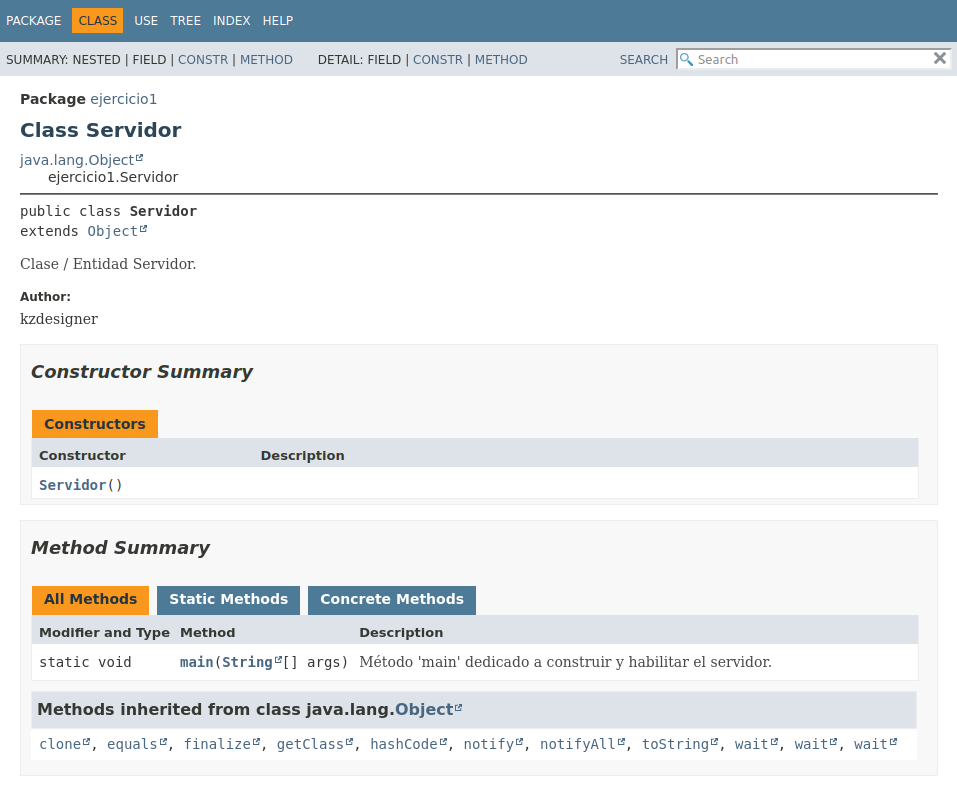 PACKAGE CLASS USE TREE INDEX HELP
SUMMARY: NESTED | FIELD | CONSTR | METHOD DETAIL: FIELD | CONSTR | METHOD SEARCH Search
Package ejercicio1
Class Servidor
java.lang.Object
ejercicio1.Servidor
public class Servidor
extends Object
Clase / Entidad Servidor.
Author:
kzdesigner
Constructor Summary
Constructors
Constructor Description
Servidor()
Method Summary
All Methods Static Methods Concrete Methods
Modifier and Type Method Description
static void main(String[] args) Método 'main' dedicado a construir y habilitar el servidor.
Methods inherited from class java.lang.Object
clone, equals, finalize, getClass, hashCode, notify, notifyAll, toString, wait, wait, wait